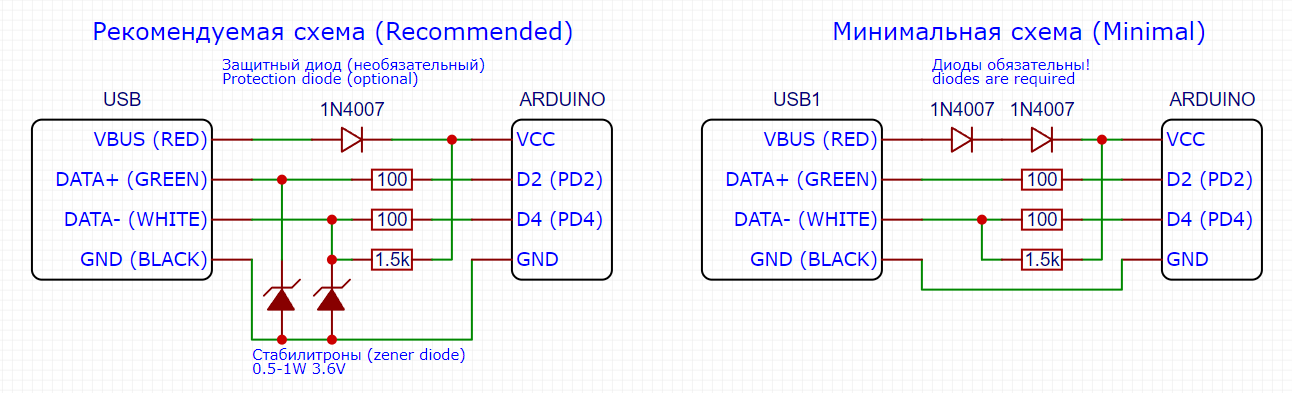 Рекомендуемая схема (Recommended)
Защитный диод (необязательный)
Protection diode (optional)
USB
1N4007
ARDUINO
VBUS (RED)
VCC
DATA+ (GREEN)
100
D2 (PD2)
DATA- (WHITE)
100
D4 (PD4)
GND (BLACK)
1.5k
GND
Стабилитроны (zener diode)
0.5-1W 3.6V
Минимальная схема (Minimal)
Диоды обязательны!
diodes are required
USB1
1N4007
1N4007
ARDUINO
VBUS (RED)
VCC
DATA+ (GREEN)
100
D2 (PD2)
DATA- (WHITE)
100
D4 (PD4)
GND (BLACK)
1.5k
GND